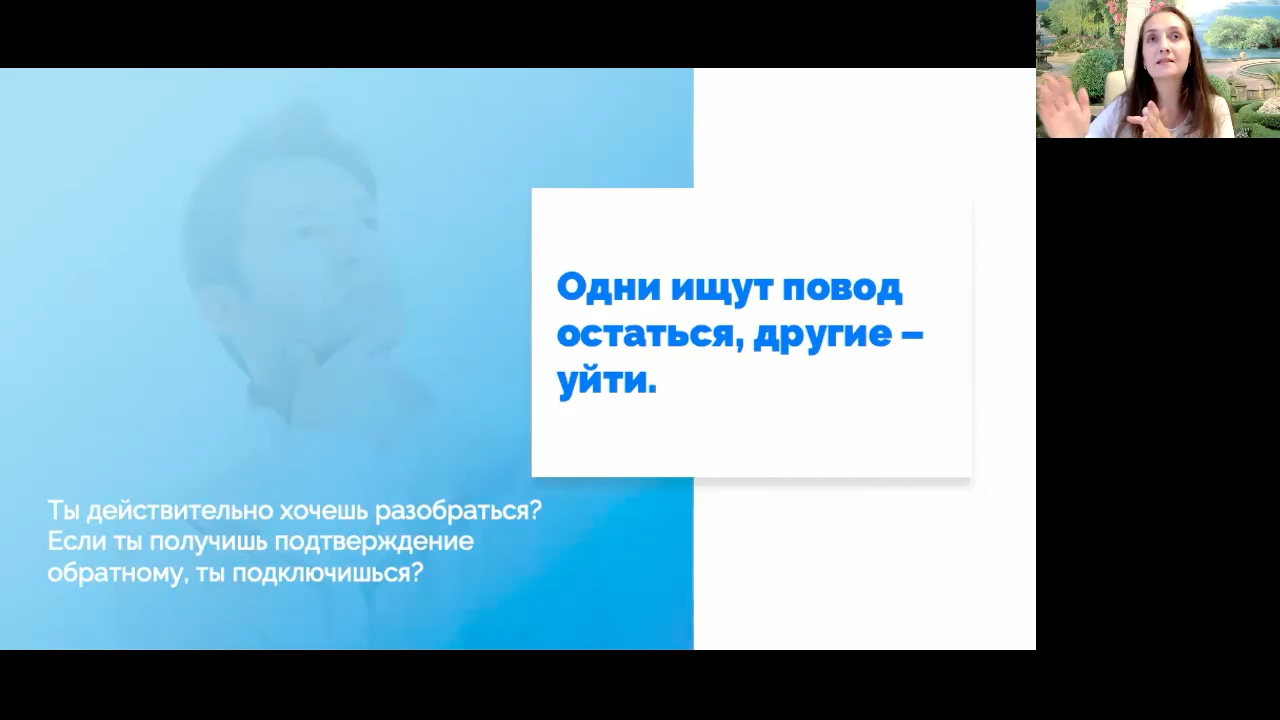 Одни ищут повод
остаться, другие –
уйти.
Ты действительно хочешь разобраться?
Если ты получишь подтверждение
обратному, ты подключишься?